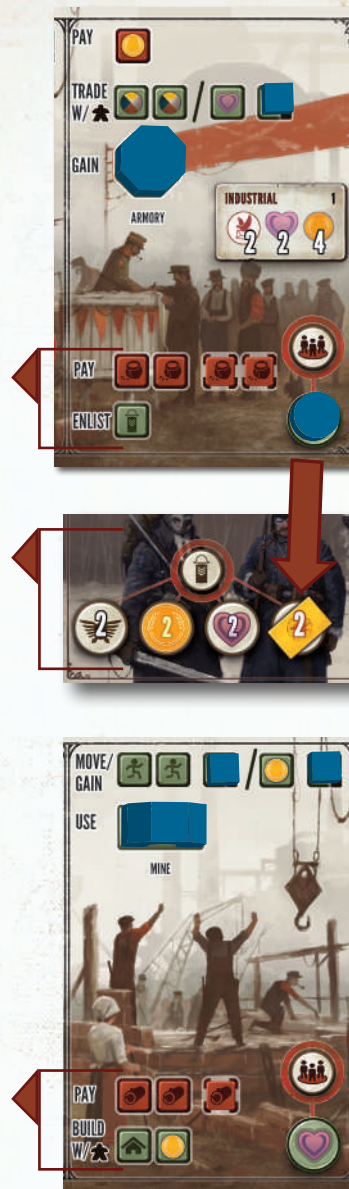 PAY
TRADE
W/ /
GAIN
ARMORY
INDUSTRIAL 1
2 2 4
PAY
ENLIST
2 2 2 2
MOVE/
GAIN /
USE
MINE
PAY
BUILD
W/